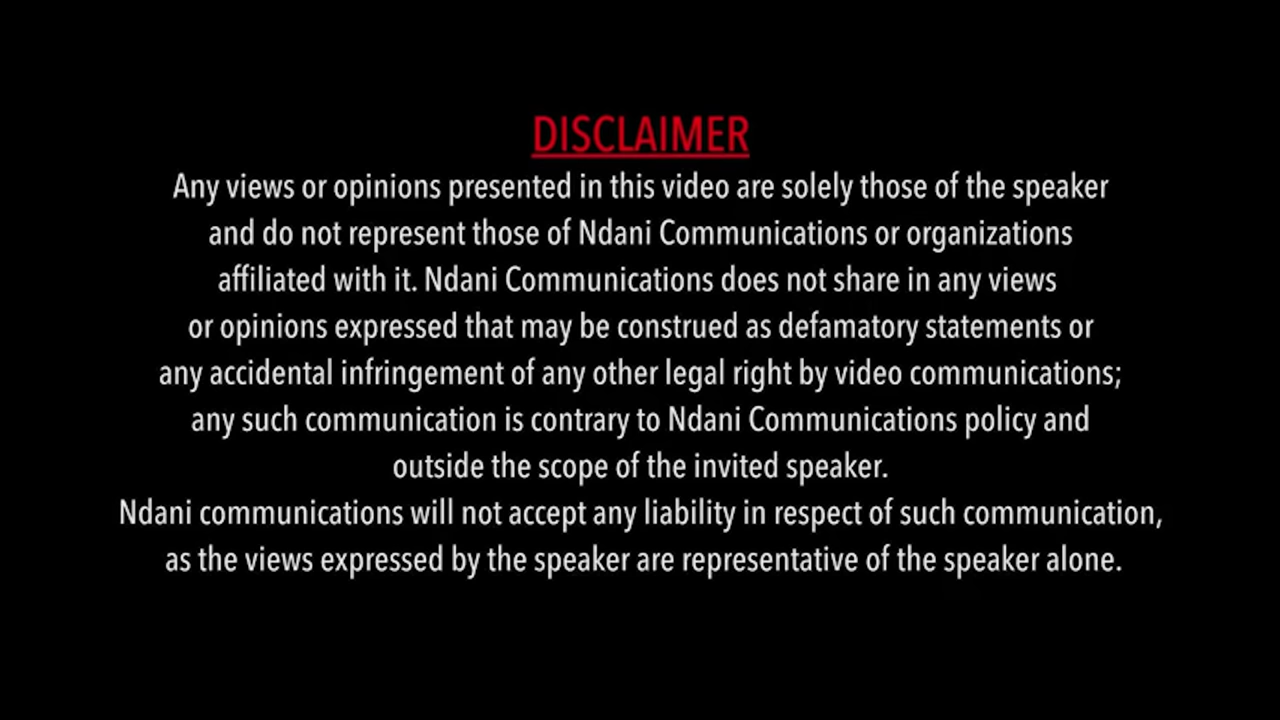 DISCLAIMER
Any views or opinions presented in this video are solely those of the speaker
and do not represent those of Ndani Communications or organizations
affiliated with it. Ndani Communications does not share in any views
or opinions expressed that may be construed as defamatory statements or
any accidental infringement of any other legal right by video communications;
any such communication is contrary to Ndani Communications policy and
outside the scope of the invited speaker.
Ndani communications will not accept any liability in respect of such communication,
as the views expressed by the speaker are representative of the speaker alone.